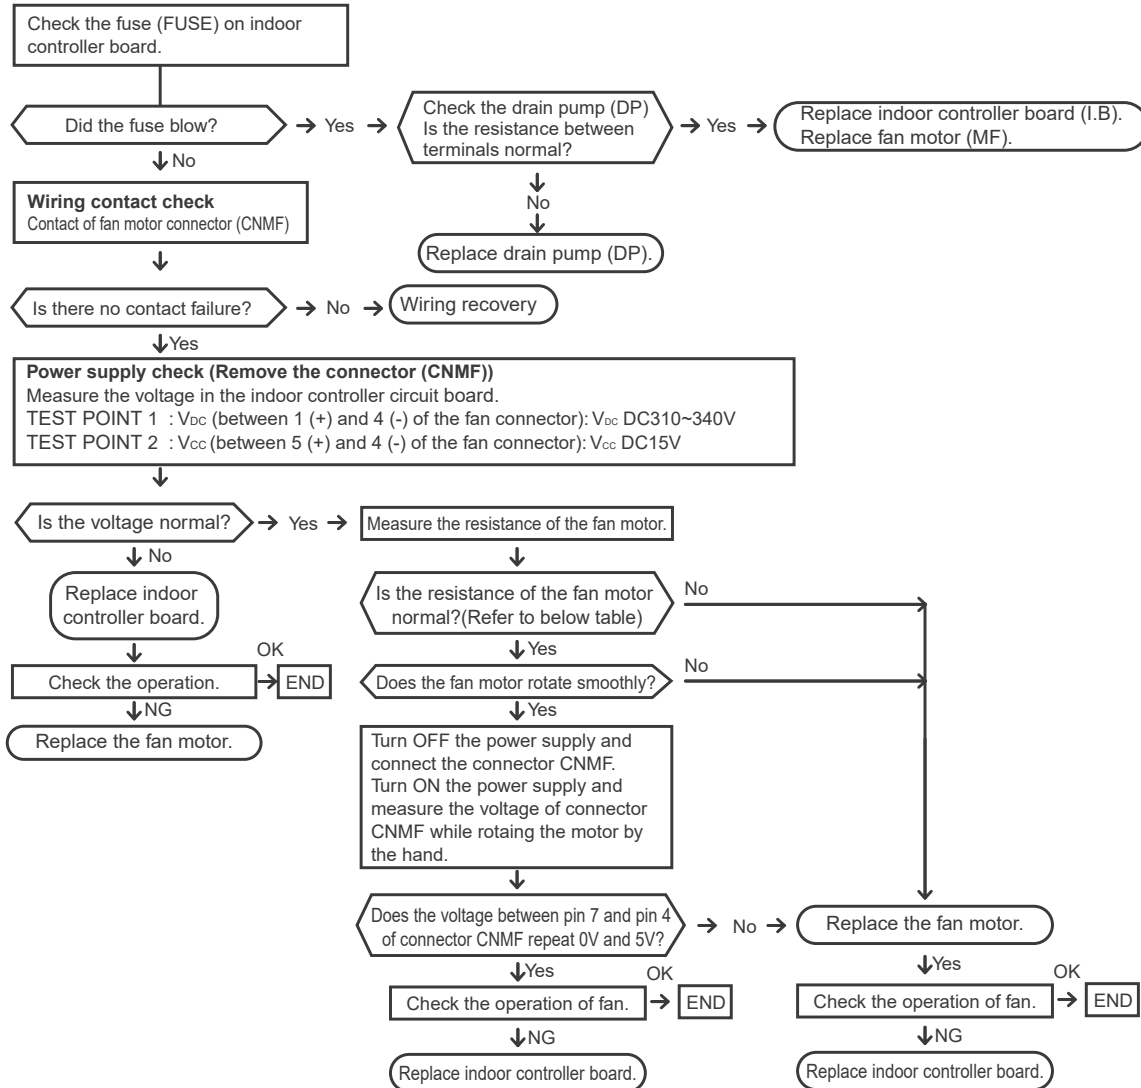 Check the fuse (FUSE) on indoor
controller board.
Did the fuse blow?
Yes
Check the drain pump (DP)
Is the resistance between
terminals normal?
Yes
Replace indoor controller board (I.B).
Replace fan motor (MF).
No
Wiring contact check
Contact of fan motor connector (CNMF)
No
Replace drain pump (DP).
Is there no contact failure?
No
Wiring recovery
Yes
Power supply check (Remove the connector (CNMF))
Measure the voltage in the indoor controller circuit board.
TEST POINT 1 : VDC (between 1 (+) and 4 (-) of the fan connector): VDC DC310~340V
TEST POINT 2 : VCC (between 5 (+) and 4 (-) of the fan connector): VCC DC15V
Is the voltage normal?
Yes
Measure the resistance of the fan motor.
No
Replace indoor
controller board.
Is the resistance of the fan motor
normal?(Refer to below table)
No
Yes
Check the operation.
OK
END
Does the fan motor rotate smoothly?
No
NG
Replace the fan motor.
Yes
Turn OFF the power supply and
connect the connector CNMF.
Turn ON the power supply and
measure the voltage of connector
CNMF while rotaing the motor by
the hand.
Does the voltage between pin 7 and pin 4
of connector CNMF repeat 0V and 5V?
No
Replace the fan motor.
Yes
Check the operation of fan.
OK
END
NG
Replace indoor controller board.
Yes
Check the operation of fan.
OK
END
NG
Replace indoor controller board.